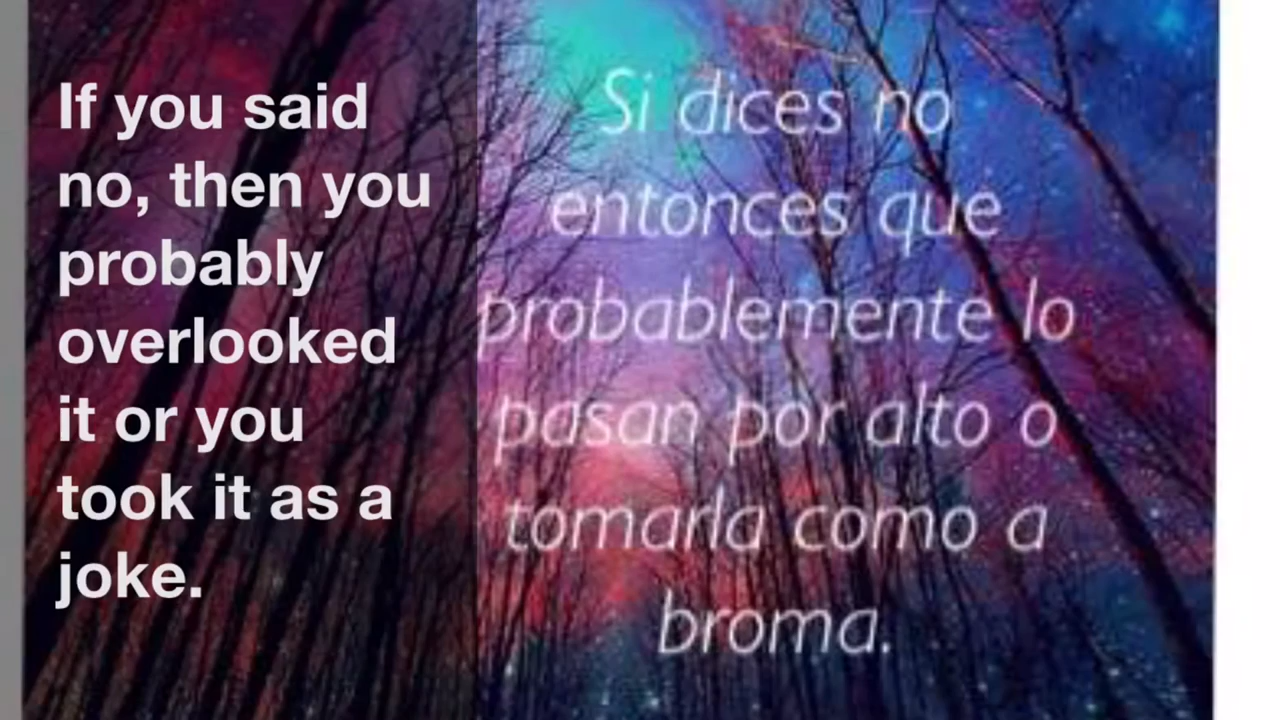 If you said
no, then you
probably
overlooked
it or you
took it as a
joke.
Si dices no
entonces que
probablemente lo
pasan por alto o
tomarla como a
broma.